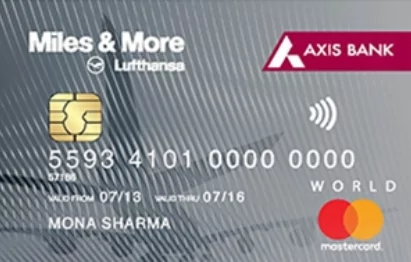 Miles & More
Lufthansa
AXIS BANK
5593 4101 0000 0000
VALID FROM 07/13 VALID THRU 07/16
MONA SHARMA
WORLD
mastercard.